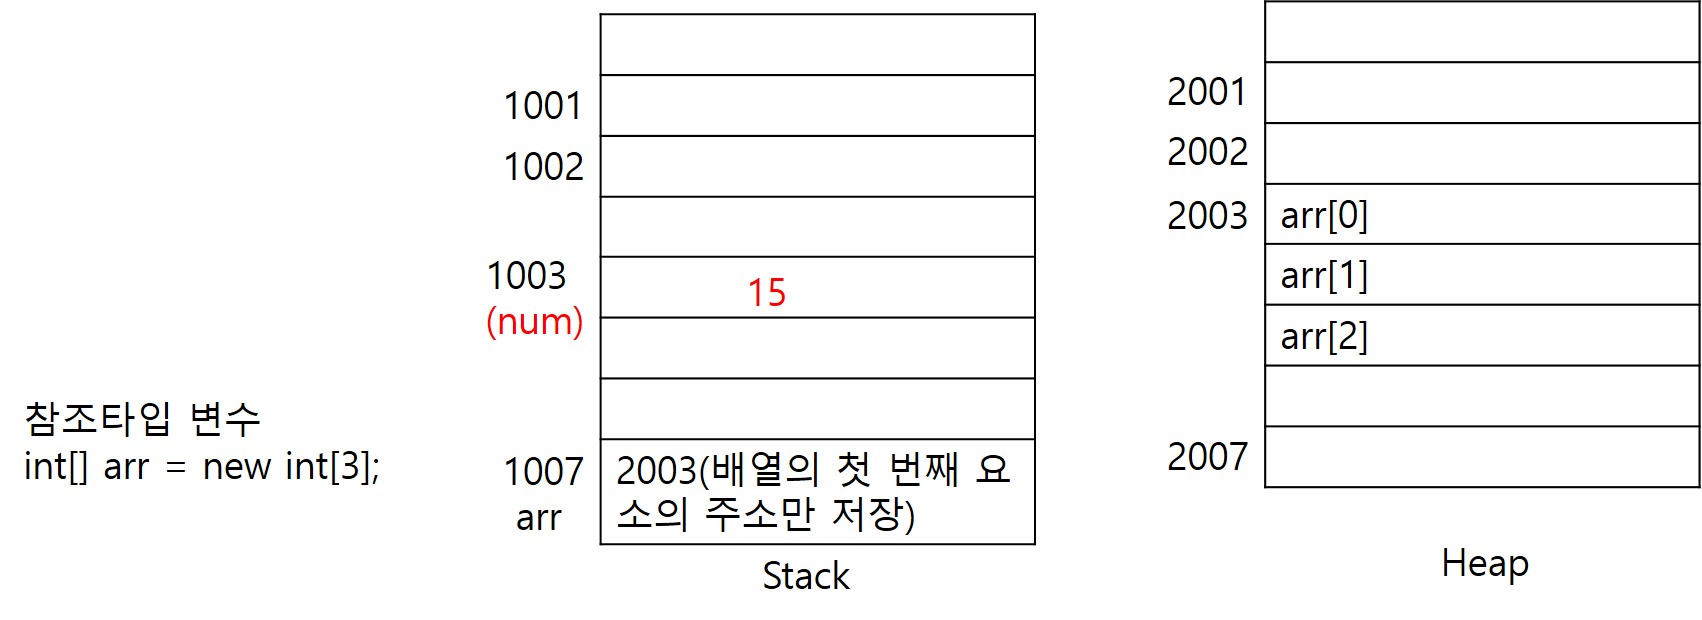 1001
1002
1003
(num)
15
참조타입 변수
int[] arr = new int[3];
1007
arr
2003(배열의 첫 번째 요
소의 주소만 저장)
Stack
2001
2002
2003
arr[0]
arr[1]
arr[2]
2007
Heap